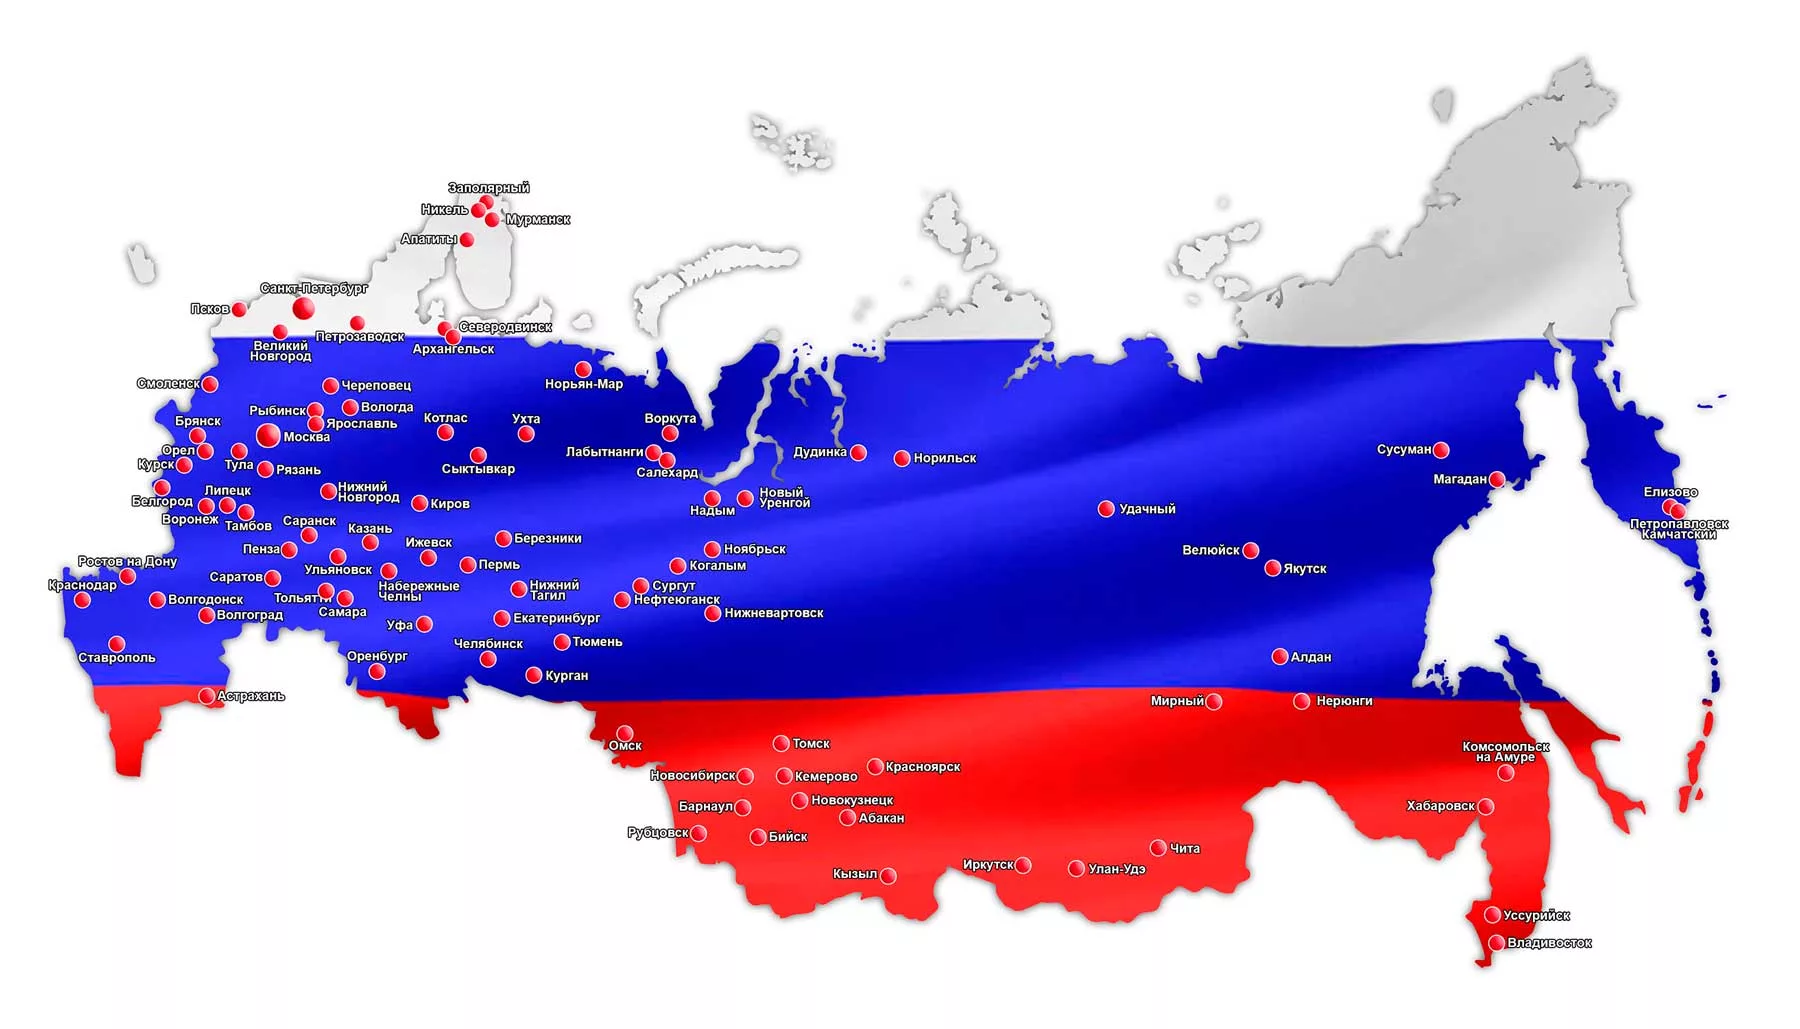 Заполярный
Никель
Мурманск
Апатиты
Санкт-Петербург
Псков
Петрозаводск
Северодвинск
Великий
Новгород
Архангельск
Смоленск
Череповец
Норьян-Мар
Рыбинск
Вологда
Брянск
Ярославль
Котлас
Ухта
Воркута
Москва
Орел
Курск
Тула
Рязань
Сыктывкар
Лабытнанги
Салехард
Дудинка
Норильск
Сусуман
Магадан
Белгород
Липецк
Нижний
Новгород
Киров
Надым
Новый
Уренгой
Удачный
Елизово
Петропавловск
Камчатский
Воронеж
Тамбов
Саранск
Казань
Березники
Пенза
Ижевск
Ноябрьск
Велюйск
Ростов на Дону
Ульяновск
Пермь
Когалым
Якутск
Краснодар
Саратов
Набережные
Челны
Нижний
Тагил
Сургут
Волгодонск
Тольятти
Самара
Нефтеюганск
Волгоград
Уфа
Екатеринбург
Нижневартовск
Ставрополь
Оренбург
Челябинск
Тюмень
Алдан
Курган
Астрахань
Мирный
Нерюнги
Омск
Томск
Комсомольск
на Амуре
Новосибирск
Кемерово
Красноярск
Барнаул
Новокузнецк
Абакан
Хабаровск
Рубцовск
Бийск
Чита
Кызыл
Иркутск
Улан-Удэ
Уссурийск
Владивосток